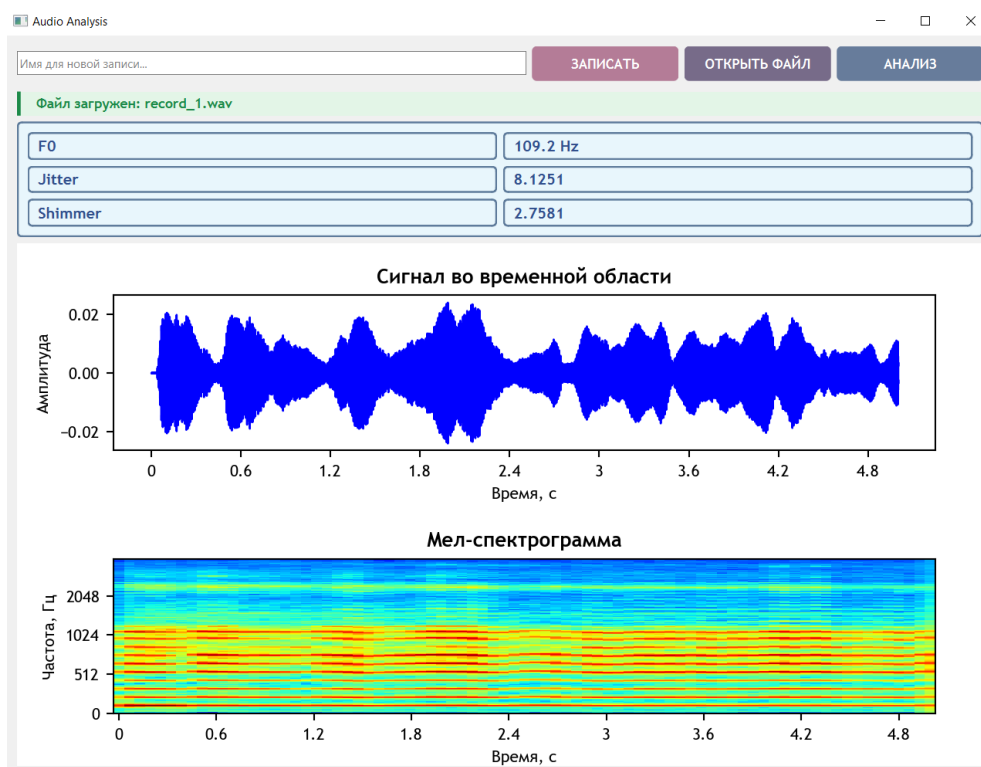 Audio Analysis
Имя для новой записи...
ЗАПИСАТЬ
ОТКРЫТЬ ФАЙЛ
АНАЛИЗ
Файл загружен: record_1.wav
F0 109.2 Hz
Jitter 8.1251
Shimmer 2.7581
Сигнал во временной области
Амплитуда
0.02
0.00
−0.02
0 0.6 1.2 1.8 2.4 3 3.6 4.2 4.8
Время, с
Мел-спектрограмма
Частота, Гц
2048
1024
512
0
0 0.6 1.2 1.8 2.4 3 3.6 4.2 4.8
Время, с